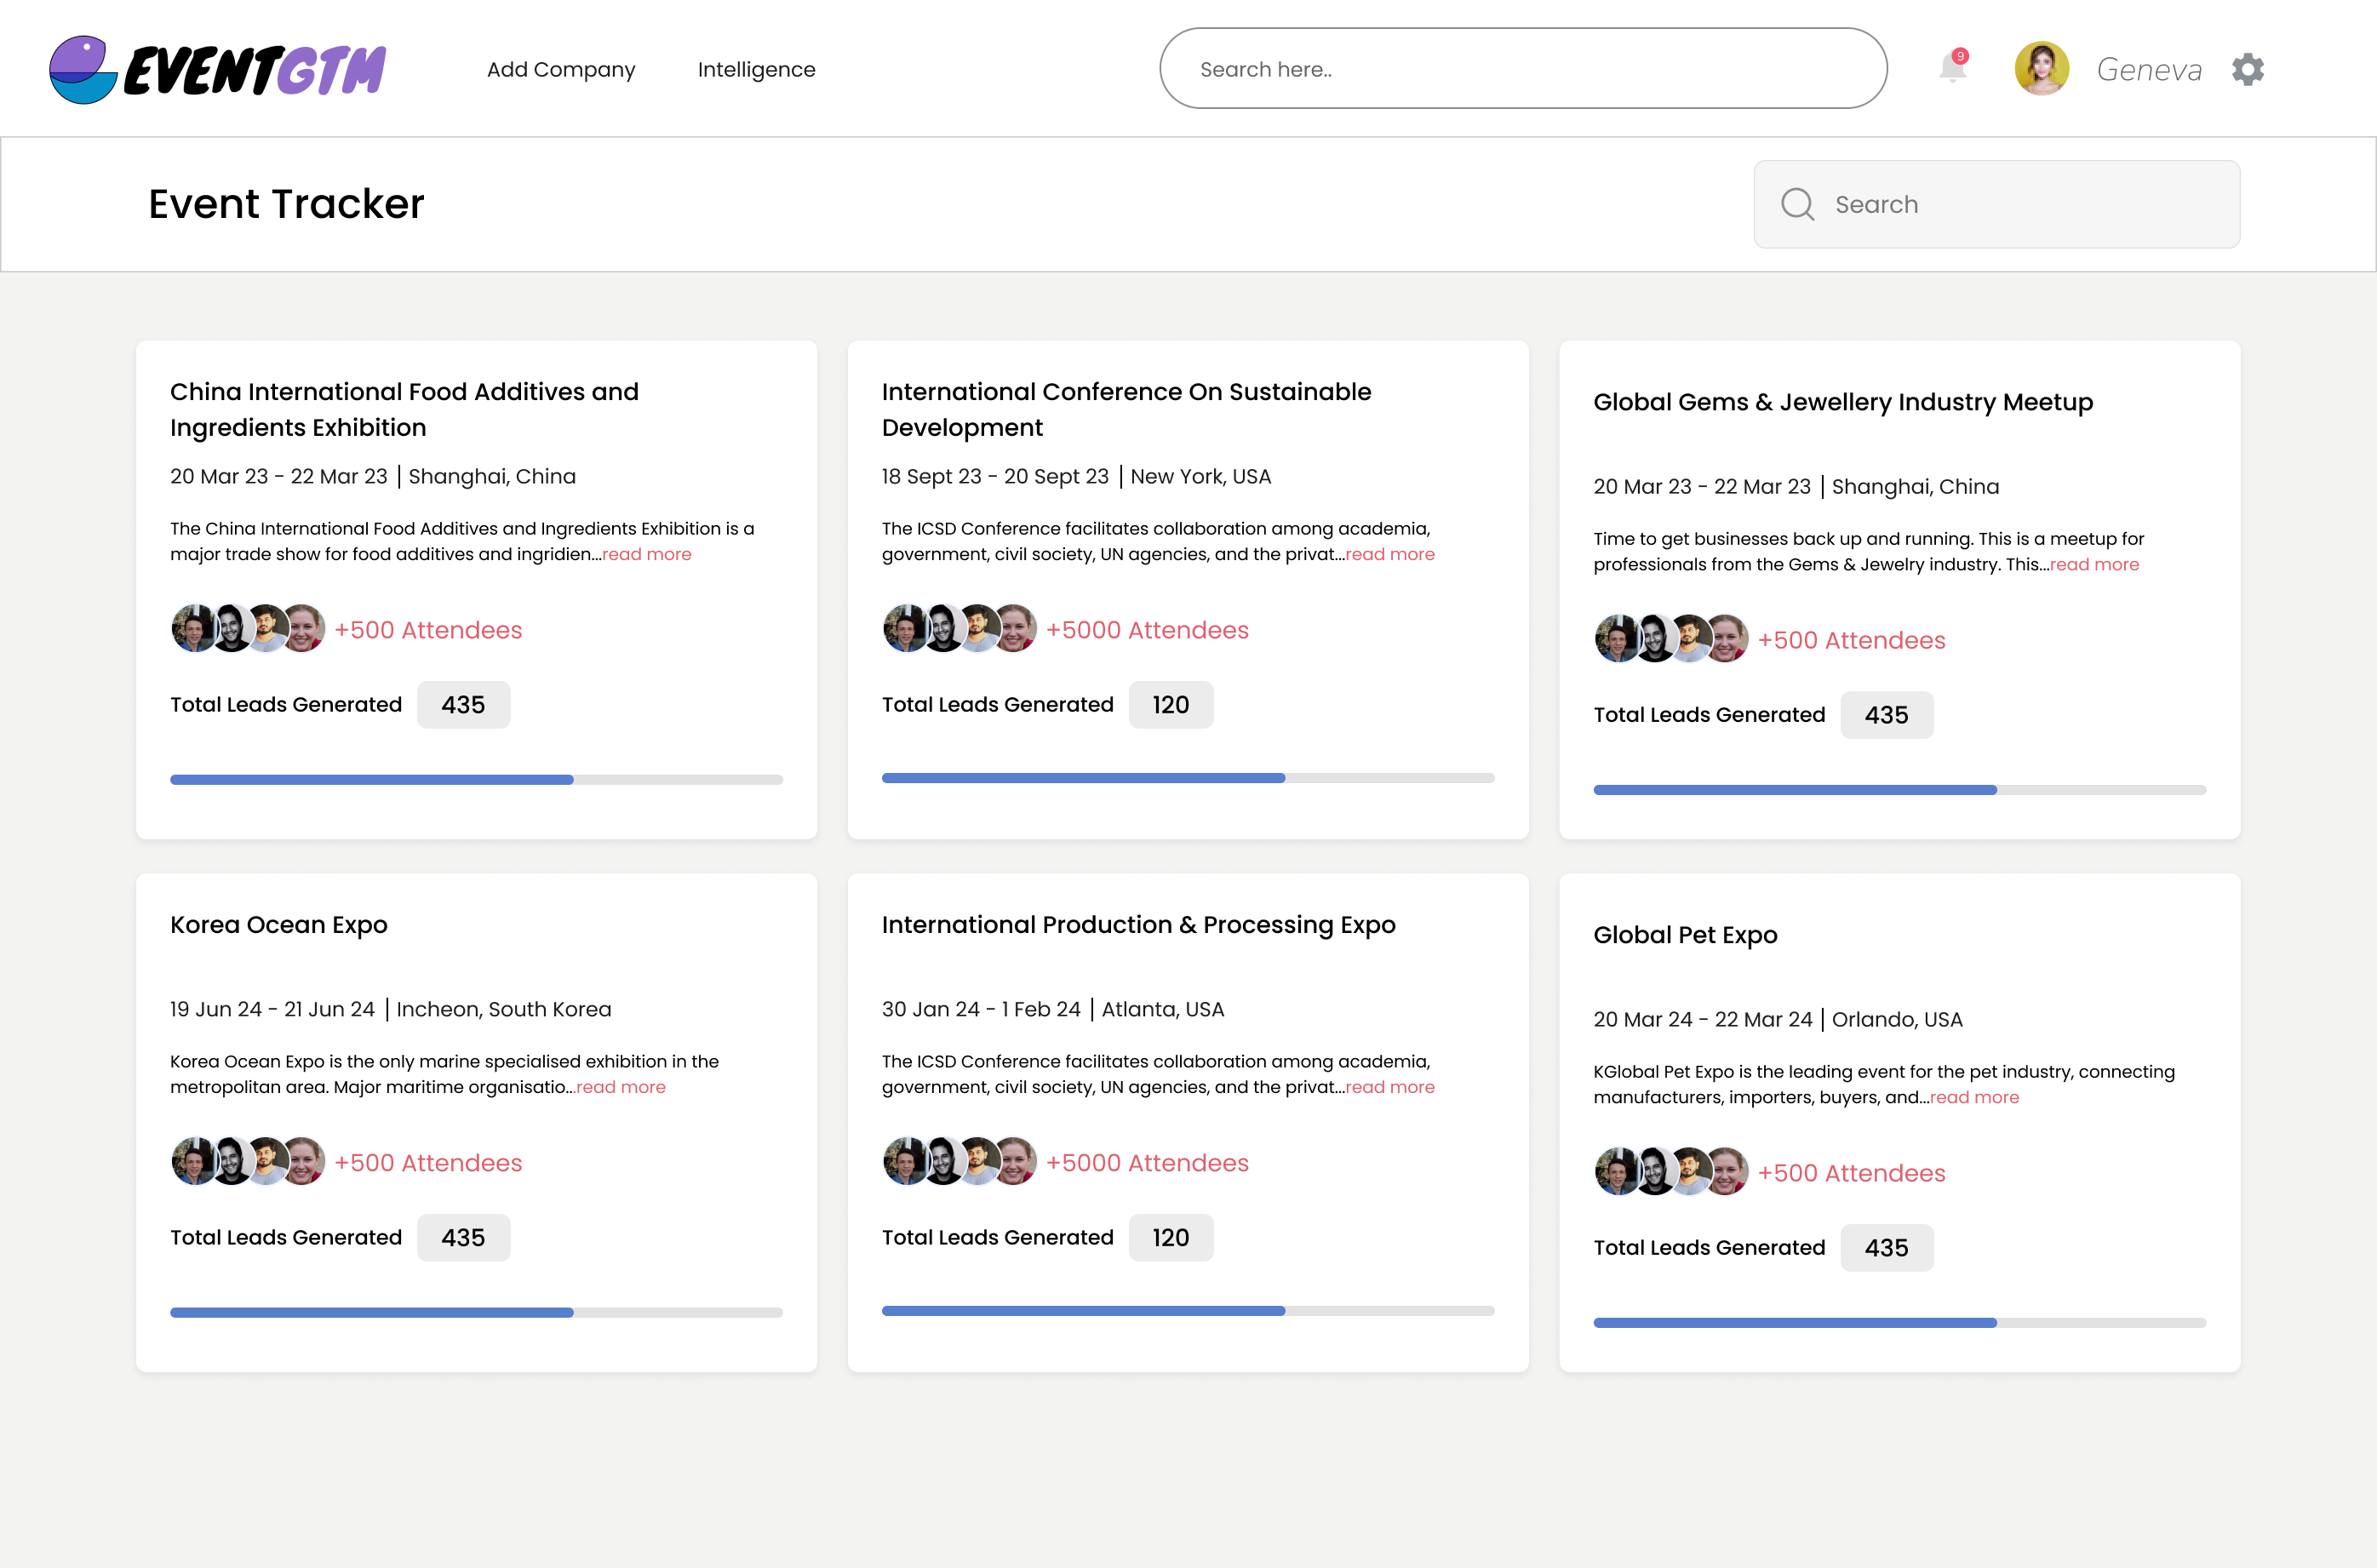 EVENTGTM
Add Company
Intelligence
Search here..
9
Geneva
Event Tracker
Search
China International Food Additives and
Ingredients Exhibition
20 Mar 23 - 22 Mar 23 | Shanghai, China
The China International Food Additives and Ingredients Exhibition is a
major trade show for food additives and ingridien...read more
+500 Attendees
Total Leads Generated 435
International Conference On Sustainable
Development
18 Sept 23 - 20 Sept 23 | New York, USA
The ICSD Conference facilitates collaboration among academia,
government, civil society, UN agencies, and the privat...read more
+5000 Attendees
Total Leads Generated 120
Global Gems & Jewellery Industry Meetup
20 Mar 23 - 22 Mar 23 | Shanghai, China
Time to get businesses back up and running. This is a meetup for
professionals from the Gems & Jewelry industry. This...read more
+500 Attendees
Total Leads Generated 435
Korea Ocean Expo
19 Jun 24 - 21 Jun 24 | Incheon, South Korea
Korea Ocean Expo is the only marine specialised exhibition in the
metropolitan area. Major maritime organisatio...read more
+500 Attendees
Total Leads Generated 435
International Production & Processing Expo
30 Jan 24 - 1 Feb 24 | Atlanta, USA
The ICSD Conference facilitates collaboration among academia,
government, civil society, UN agencies, and the privat...read more
+5000 Attendees
Total Leads Generated 120
Global Pet Expo
20 Mar 24 - 22 Mar 24 | Orlando, USA
KGlobal Pet Expo is the leading event for the pet industry, connecting
manufacturers, importers, buyers, and...read more
+500 Attendees
Total Leads Generated 435